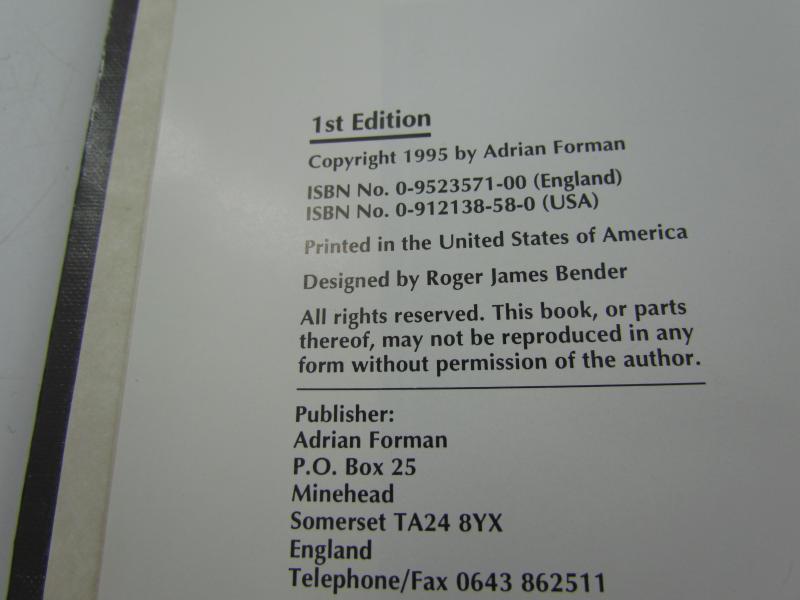 1st Edition
Copyright 1995 by Adrian Forman
ISBN No. 0-9523571-00 (England)
ISBN No. 0-912138-58-0 (USA)
Printed in the United States of America
Designed by Roger James Bender
All rights reserved. This book, or parts
thereof, may not be reproduced in any
form without permission of the author.
Publisher:
Adrian Forman
P.O. Box 25
Minehead
Somerset TA24 8YX
England
Telephone/Fax 0643 862511